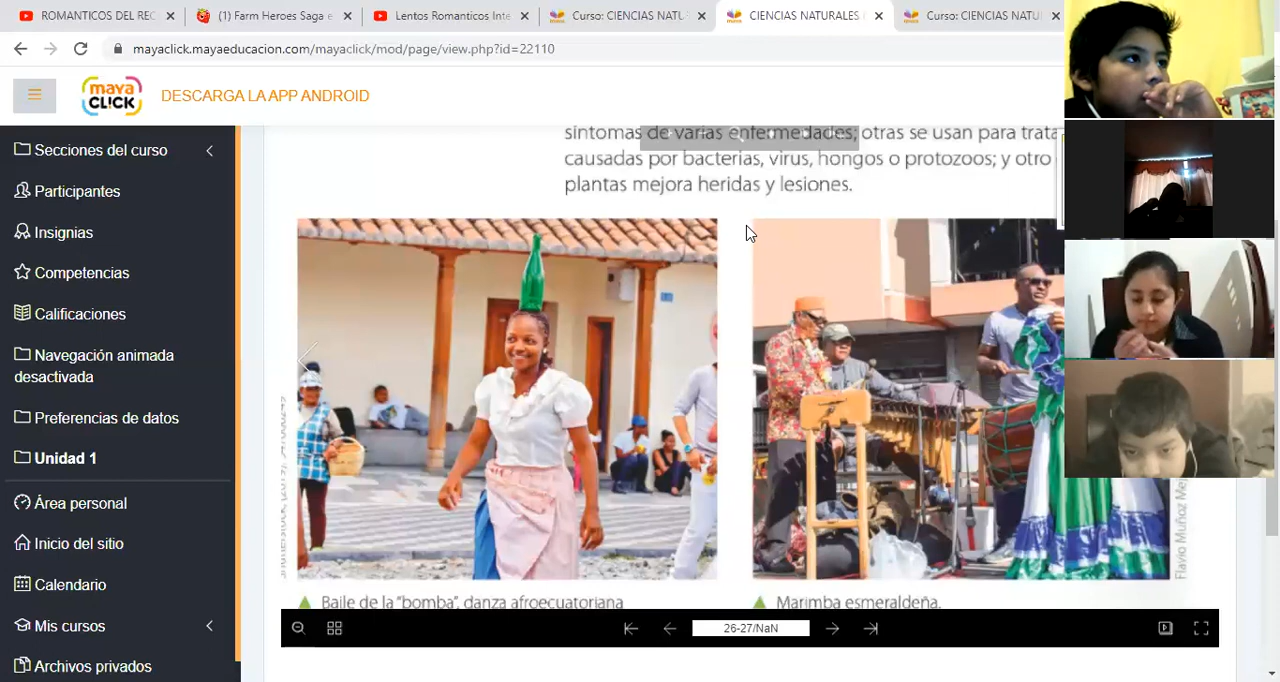 ROMANTICOS DEL REC
(1) Farm Heroes Saga e
Lentos Romanticos Inte
Curso: CIENCIAS NATU
CIENCIAS NATURALES
Curso: CIENCIAS NATU
mayaclick.mayaeducacion.com/mayaclick/mod/page/view.php?id=22110
maya
CL!CK
DESCARGA LA APP ANDROID
Secciones del curso
Participantes
Insignias
Competencias
Calificaciones
Navegación animada
desactivada
Preferencias de datos
Unidad 1
Área personal
Inicio del sitio
Calendario
Mis cursos
Archivos privados
síntomas de varias enfermedades; otras se usan para trata
causadas por bacterias, virus, hongos o protozoos; y otro
plantas mejora heridas y lesiones.
Flavio Muñoz Mej
Baile de la "bomba", danza afroecuatoriana
Marimba esmeraldeña.
26-27/NaN